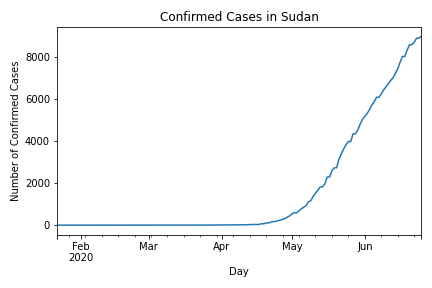 Confirmed Cases in Sudan
Number of Confirmed Cases
8000
6000
4000
2000
0
Feb Mar Apr May Jun
2020
Day